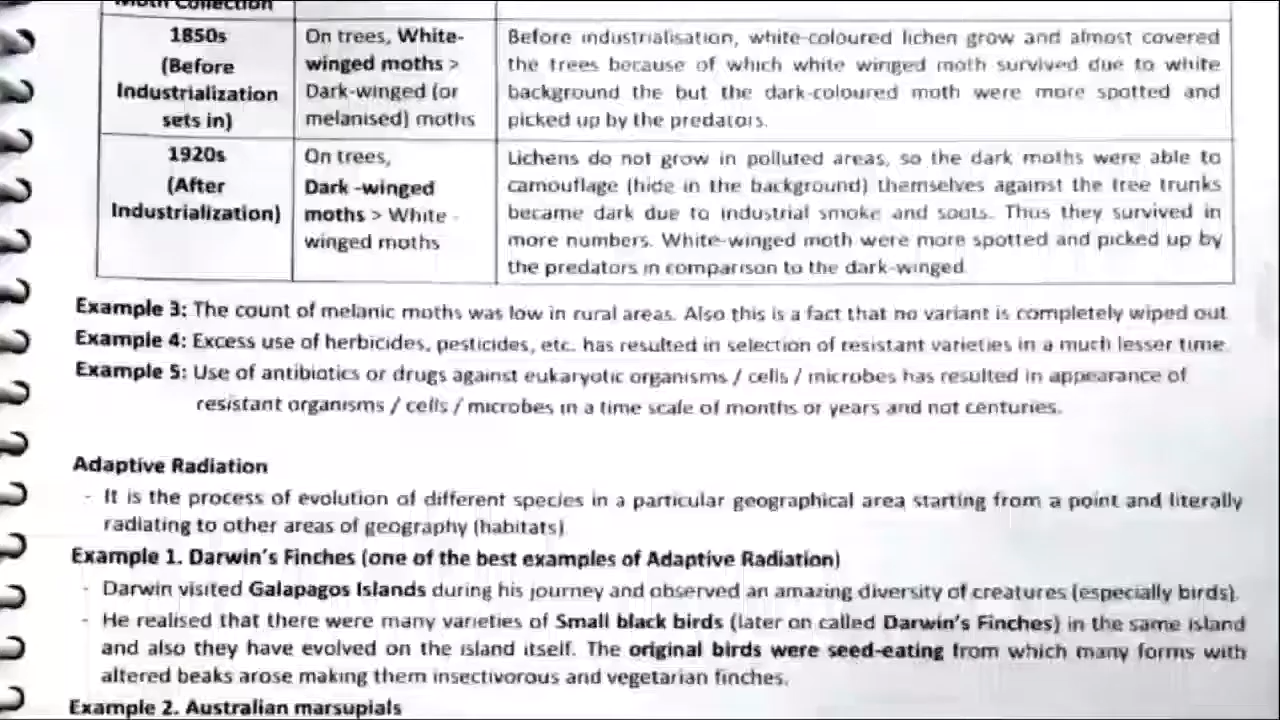 Moth Collection
1850s
(Before
Industrialization
sets in)
On trees, White-
winged moths >
Dark-winged (or
melanised) moths
Before industrialisation, white-coloured lichen grow and almost covered
the trees because of which white winged moth survived due to white
background the but the dark-coloured moth were more spotted and
picked up by the predators.
1920s
(After
Industrialization)
On trees,
Dark -winged
moths > White -
winged moths
Lichens do not grow in polluted areas, so the dark moths were able to
camouflage (hide in the background) themselves against the tree trunks
became dark due to industrial smoke and soots. Thus they survived in
more numbers. White-winged moth were more spotted and picked up by
the predators in comparison to the dark-winged.
Example 3: The count of melanic moths was low in rural areas. Also this is a fact that no variant is completely wiped out
Example 4: Excess use of herbicides, pesticides, etc. has resulted in selection of resistant varieties in a much lesser time.
Example 5: Use of antibiotics or drugs against eukaryotic organisms / cells / microbes has resulted in appearance of
resistant organisms / cells / microbes in a time scale of months or years and not centuries.
Adaptive Radiation
- It is the process of evolution of different species in a particular geographical area starting from a point and literally
radiating to other areas of geography (habitats)
Example 1. Darwin's Finches (one of the best examples of Adaptive Radiation)
- Darwin visited Galapagos Islands during his journey and observed an amazing diversity of creatures (especially birds).
- He realised that there were many varieties of Small black birds (later on called Darwin's Finches) in the same island
and also they have evolved on the island itself. The original birds were seed-eating from which many forms with
altered beaks arose making them insectivorous and vegetarian finches.
Example 2. Australian marsupials